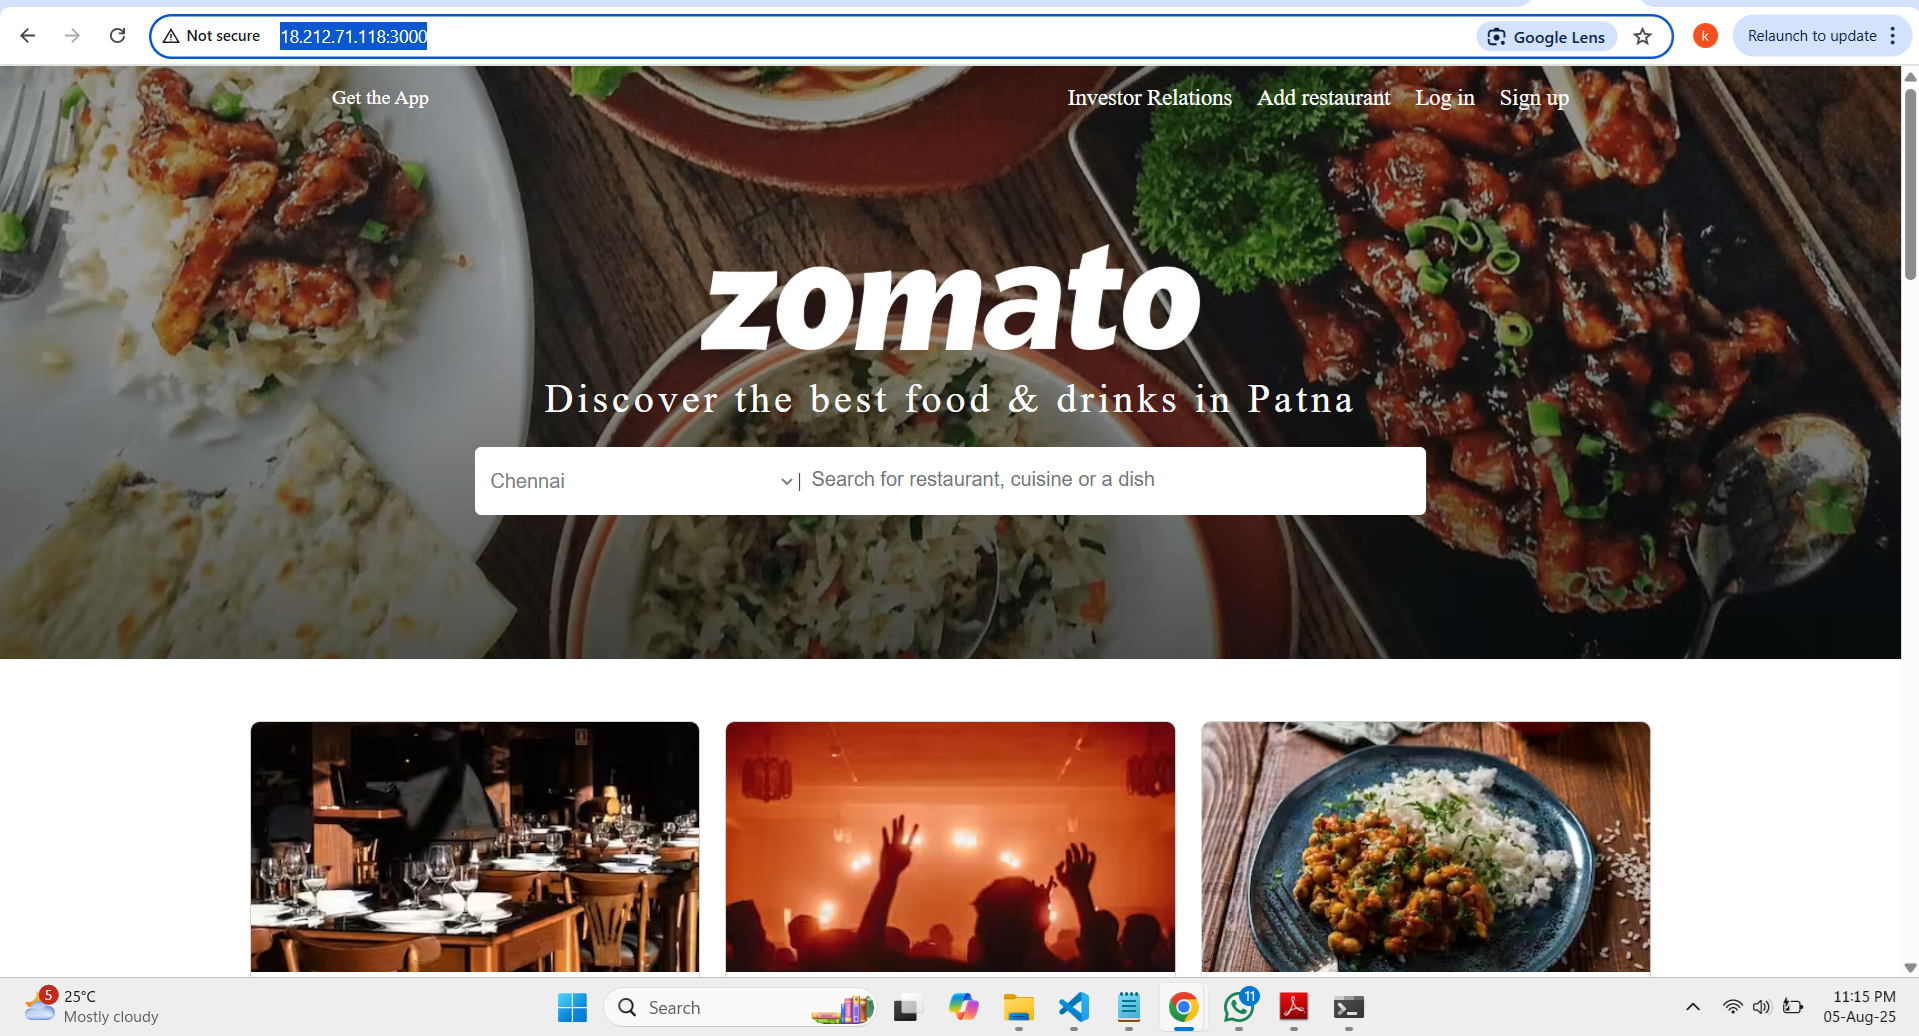 Not secure
18.212.71.118:3000
Google Lens
k
Relaunch to update
Get the App
Investor Relations
Add restaurant
Log in
Sign up
zomato
Discover the best food & drinks in Patna
Chennai
| Search for restaurant, cuisine or a dish
5
25°C
Mostly cloudy
Search
11
11:15 PM
05-Aug-25